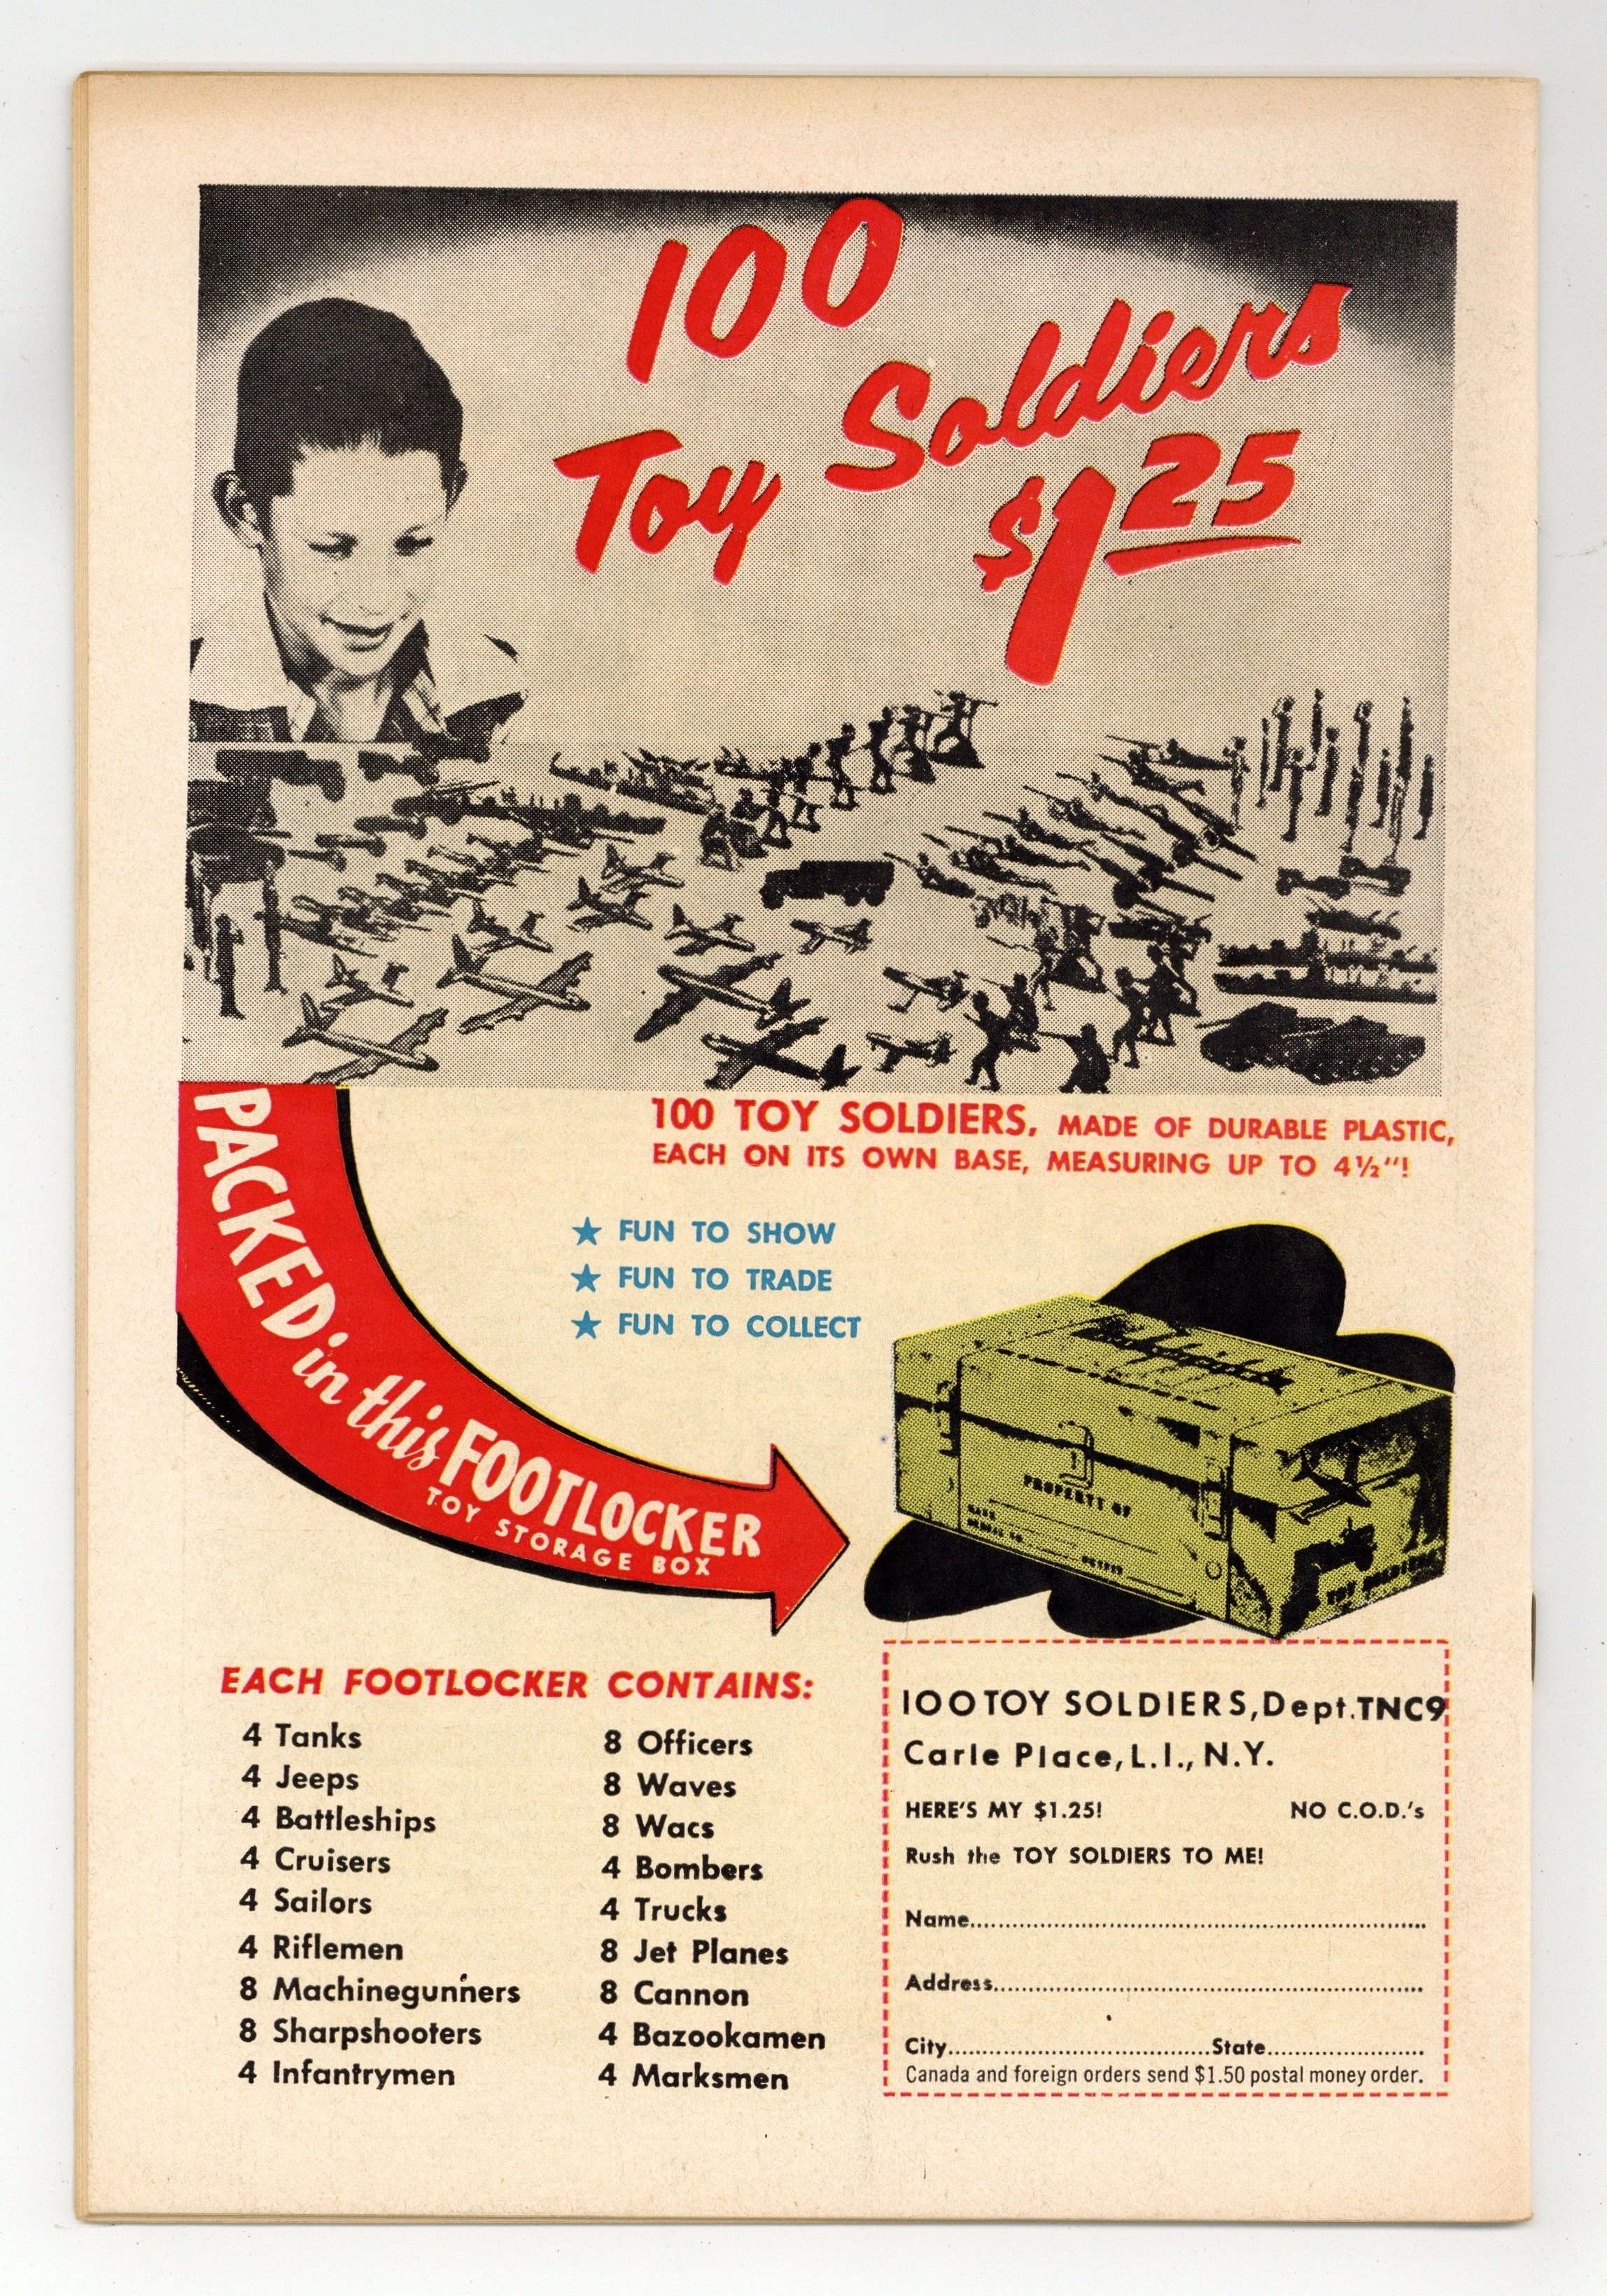 100
Toy Soldiers
$1 25
100 TOY SOLDIERS, MADE OF DURABLE PLASTIC,
EACH ON ITS OWN BASE, MEASURING UP TO 4½"!
★ FUN TO SHOW
★ FUN TO TRADE
★ FUN TO COLLECT
PACKED in this FOOTLOCKER
TOY STORAGE BOX
PROPERTY OF
TOY SOLDIERS
EACH FOOTLOCKER CONTAINS:
4 Tanks
4 Jeeps
4 Battleships
4 Cruisers
4 Sailors
4 Riflemen
8 Machinegunners
8 Sharpshooters
4 Infantrymen
8 Officers
8 Waves
8 Wacs
4 Bombers
4 Trucks
8 Jet Planes
8 Cannon
4 Bazookamen
4 Marksmen
100 TOY SOLDIERS, Dept. TNC9
Carle Place, L.I., N.Y.
HERE'S MY $1.25! NO C.O.D.'s
Rush the TOY SOLDIERS TO ME!
Name
Address
City State
Canada and foreign orders send $1.50 postal money order.